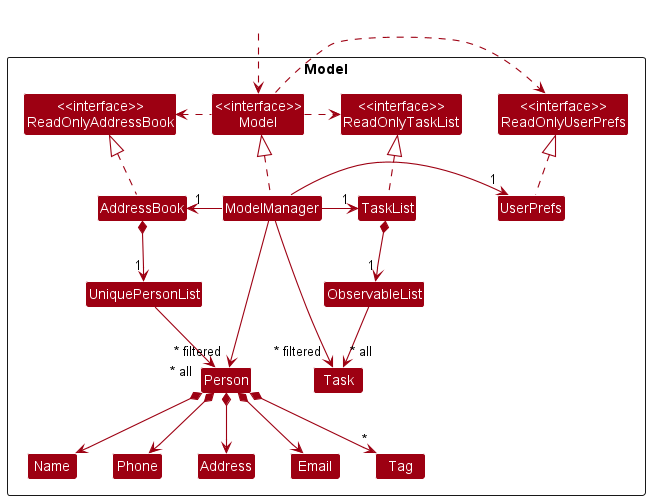 Model
<<interface>>
ReadOnlyAddressBook
<<interface>>
Model
<<interface>>
ReadOnlyTaskList
<<interface>>
ReadOnlyUserPrefs
1
1
1
AddressBook
ModelManager
TaskList
UserPrefs
1
1
UniquePersonList
ObservableList
* filtered
* filtered
* all
* all
Person
Task
*
Name
Phone
Address
Email
Tag